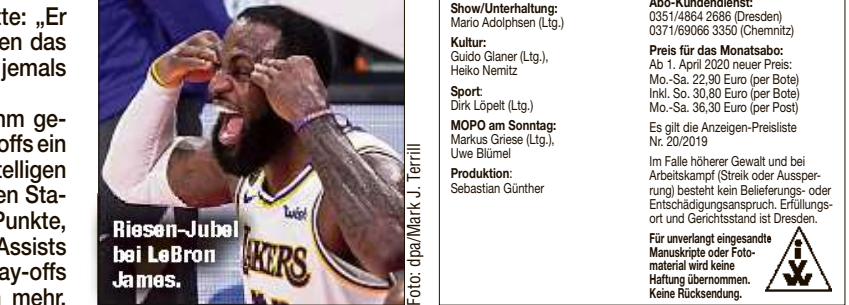 tte: „Er
en das
jemals
hm ge-
offs ein
telligen
en Sta-
Punkte,
Assists
ay-offs
mehr.
Riesen-Jubel
bei LeBron
James.
wish
LAKERS
Foto: dpa/Mark J. Terrill
Show/Unterhaltung:
Mario Adolphsen (Ltg.)
Kultur:
Guido Glaner (Ltg.),
Heiko Nemitz
Sport:
Dirk Löpelt (Ltg.)
MOPO am Sonntag:
Markus Griese (Ltg.),
Uwe Blümel
Produktion:
Sebastian Günther
Abo-Kundendienst:
0351/4864 2686 (Dresden)
0371/69066 3350 (Chemnitz)
Preis für das Monatsabo:
Ab 1. April 2020 neuer Preis:
Mo.-Sa. 22,90 Euro (per Bote)
Inkl. So. 30,80 Euro (per Bote)
Mo.-Sa. 36,30 Euro (per Post)
Es gilt die Anzeigen-Preisliste
Nr. 20/2019
Im Falle höherer Gewalt und bei
Arbeitskampf (Streik oder Aussper-
rung) besteht kein Belieferungs- oder
Entschädigungsanspruch. Erfüllungs-
ort und Gerichtsstand ist Dresden.
Für unverlangt eingesandte
Manuskripte oder Foto-
material wird keine
Haftung übernommen.
Keine Rücksendung.